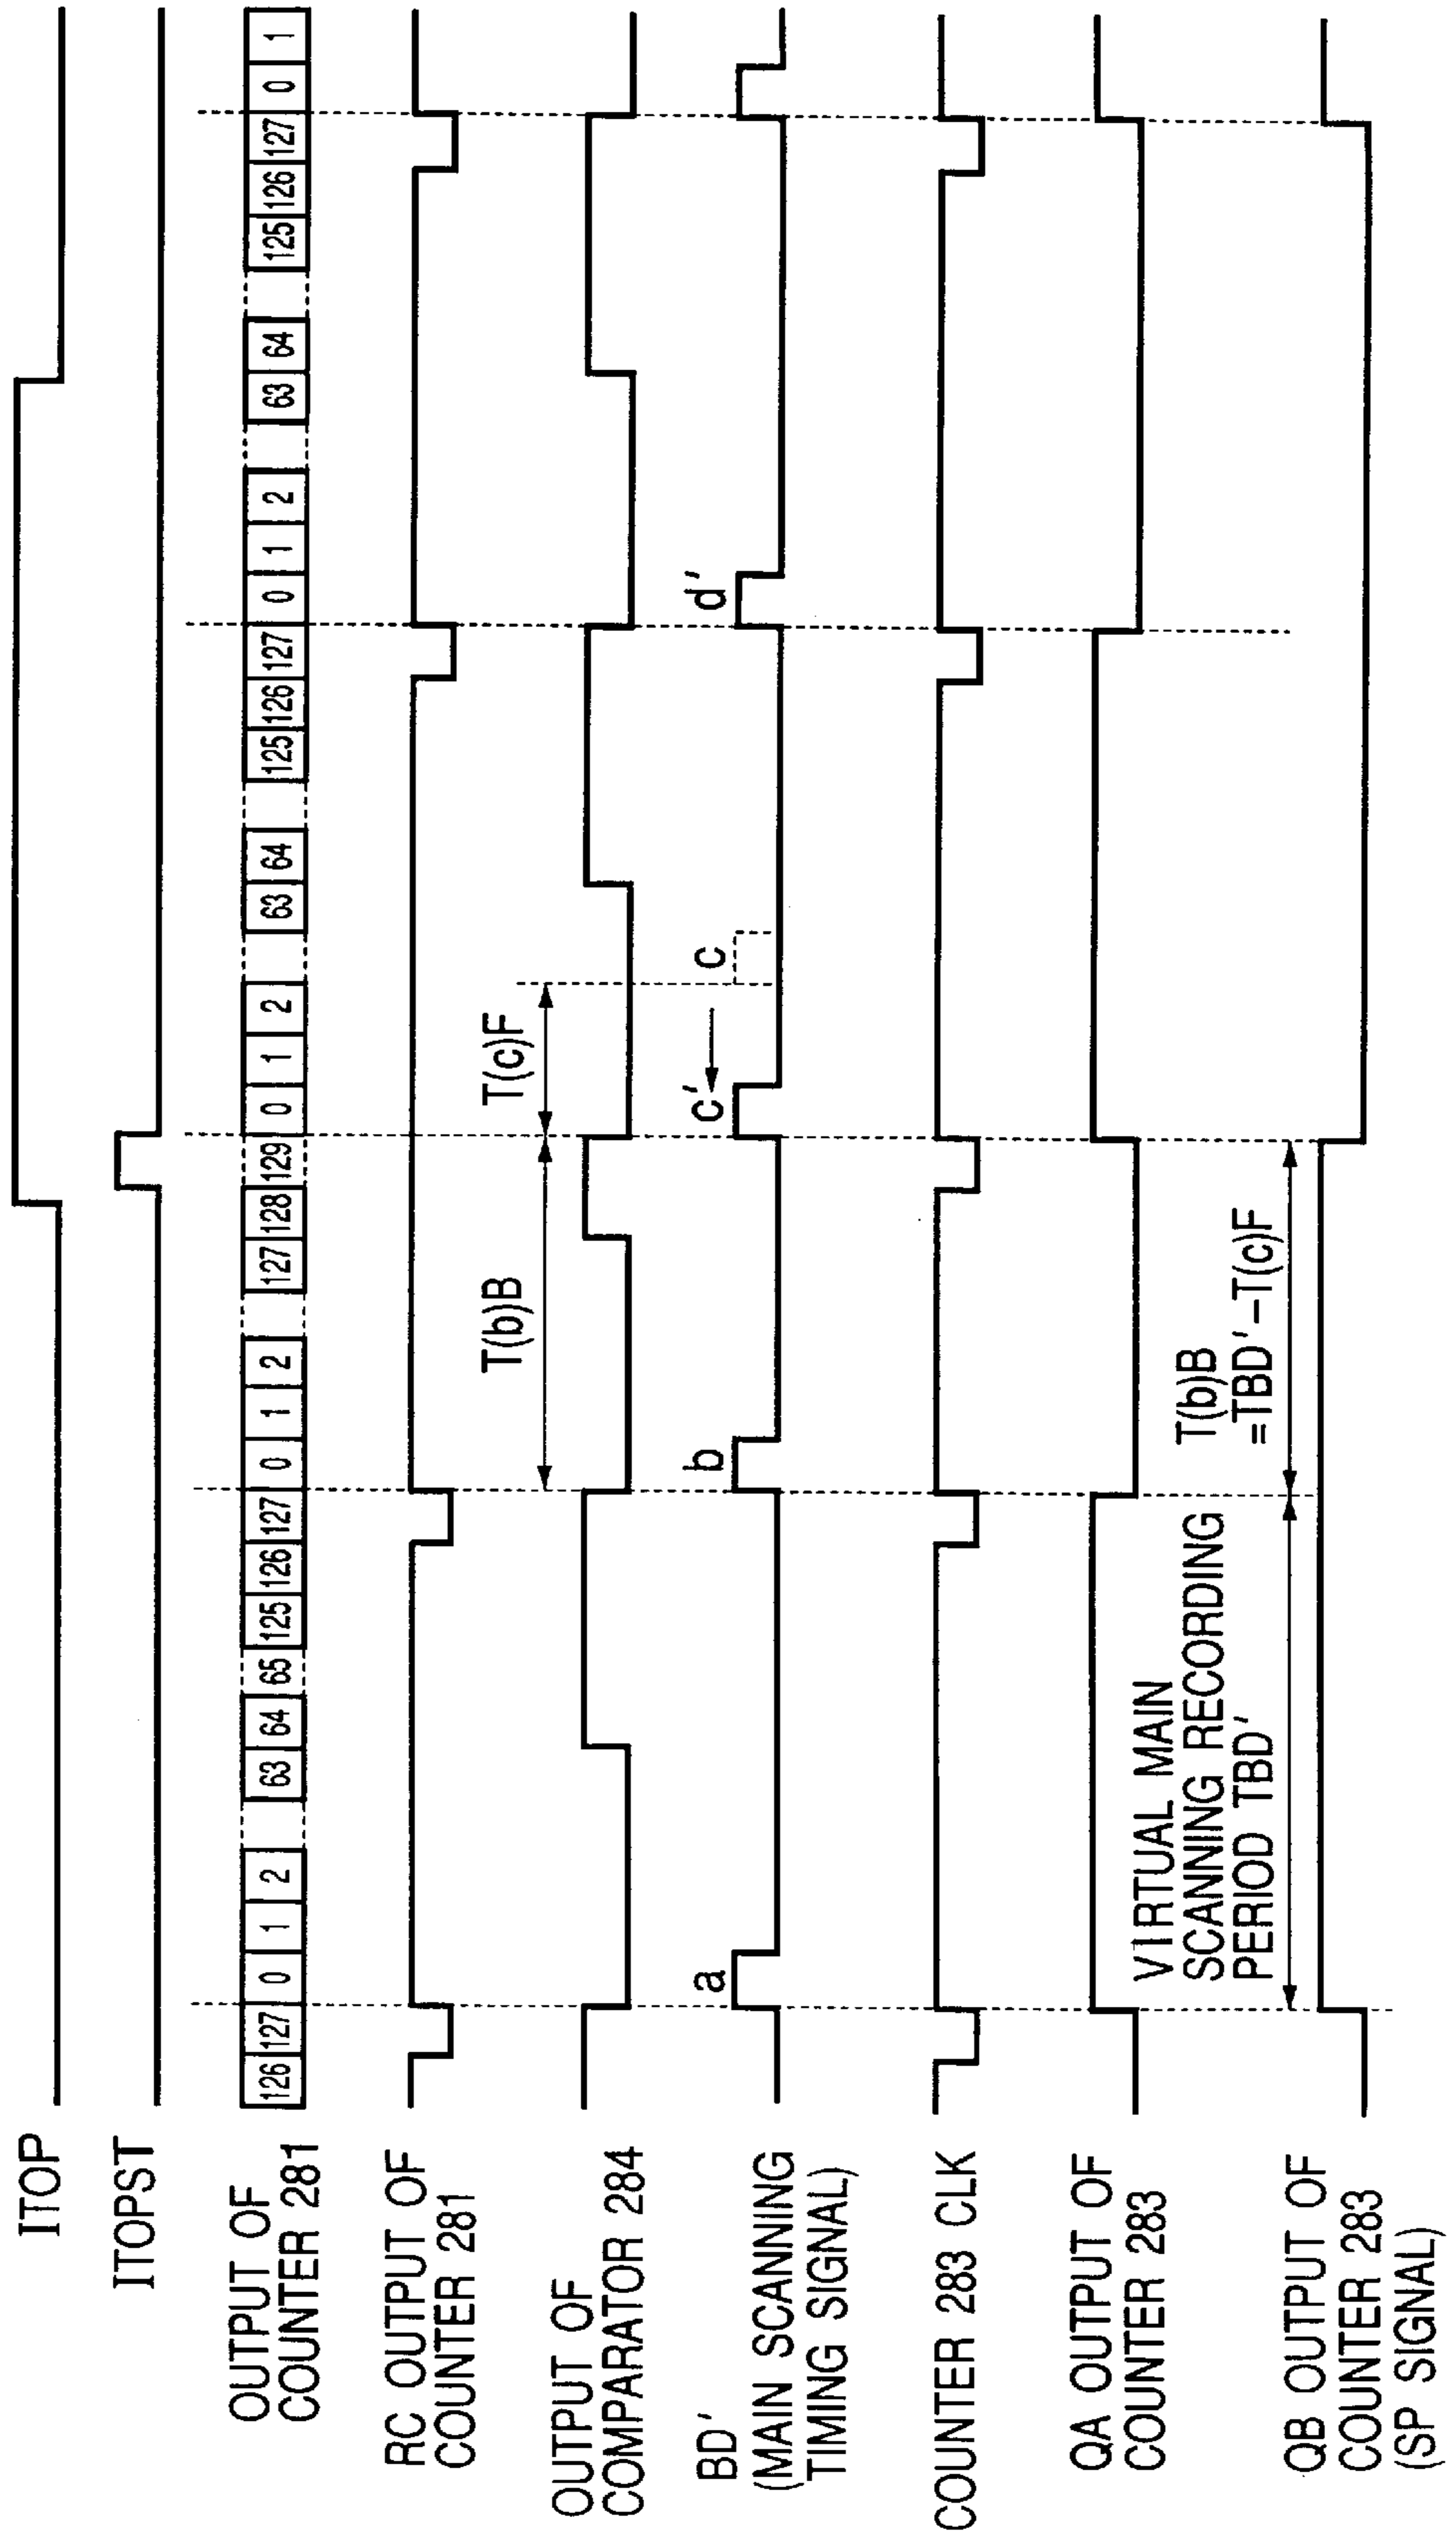 ITOP
ITOPST
OUTPUT OF
COUNTER 281
126 127 0 1 2 63 64 65 125 126 127 0 1 2 127 128 129 0 1 2 63 64 125 126 127 0 1 2 63 64 125 126 127 0 1
RC OUTPUT OF
COUNTER 281
OUTPUT OF
COMPARATOR 284
T(b)B T(c)F
BD'
(MAIN SCANNING
TIMING SIGNAL)
a b c' c d'
COUNTER 283 CLK
QA OUTPUT OF
COUNTER 283
VIRTUAL MAIN
SCANNING RECORDING
PERIOD TBD'
T(b)B
=TBD'-T(c)F
QB OUTPUT OF
COUNTER 283
(SP SIGNAL)